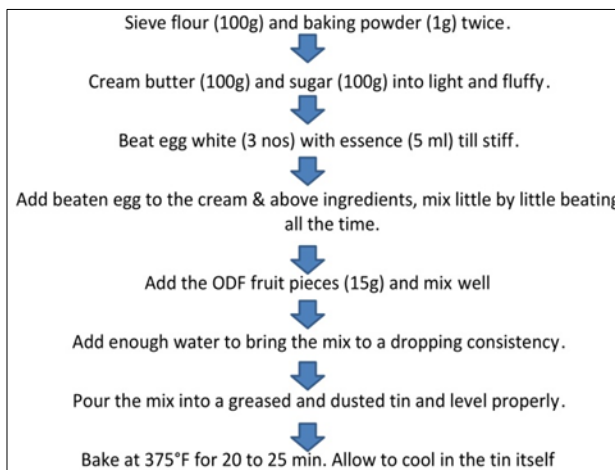 Sieve flour (100g) and baking powder (1g) twice.
Cream butter (100g) and sugar (100g) into light and fluffy.
Beat egg white (3 nos) with essence (5 ml) till stiff.
Add beaten egg to the cream & above ingredients, mix little by little beating
all the time.
Add the ODF fruit pieces (15g) and mix well
Add enough water to bring the mix to a dropping consistency.
Pour the mix into a greased and dusted tin and level properly.
Bake at 375°F for 20 to 25 min. Allow to cool in the tin itself